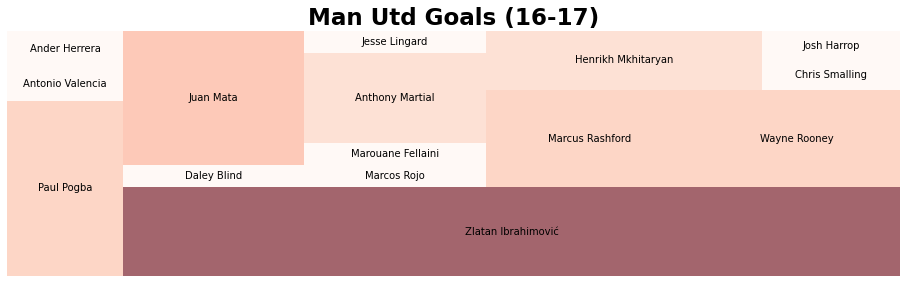 Man Utd Goals (16-17)
Ander Herrera
Antonio Valencia
Paul Pogba
Juan Mata
Daley Blind
Jesse Lingard
Anthony Martial
Marouane Fellaini
Marcos Rojo
Henrikh Mkhitaryan
Josh Harrop
Chris Smalling
Marcus Rashford
Wayne Rooney
Zlatan Ibrahimović